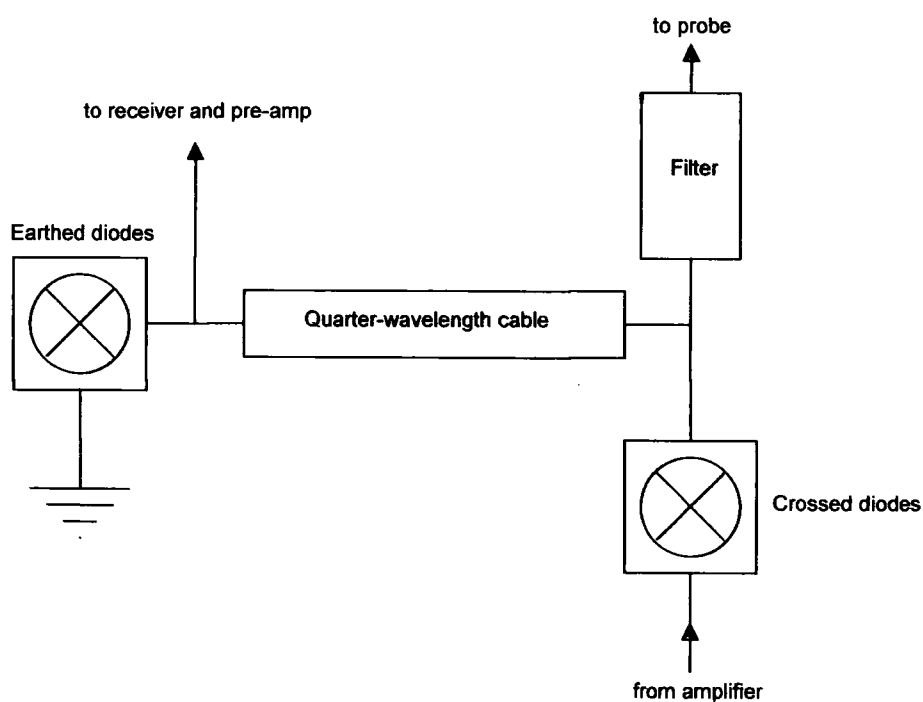 to probe
to receiver and pre-amp
Filter
Earthed diodes
Quarter-wavelength cable
Crossed diodes
from amplifier